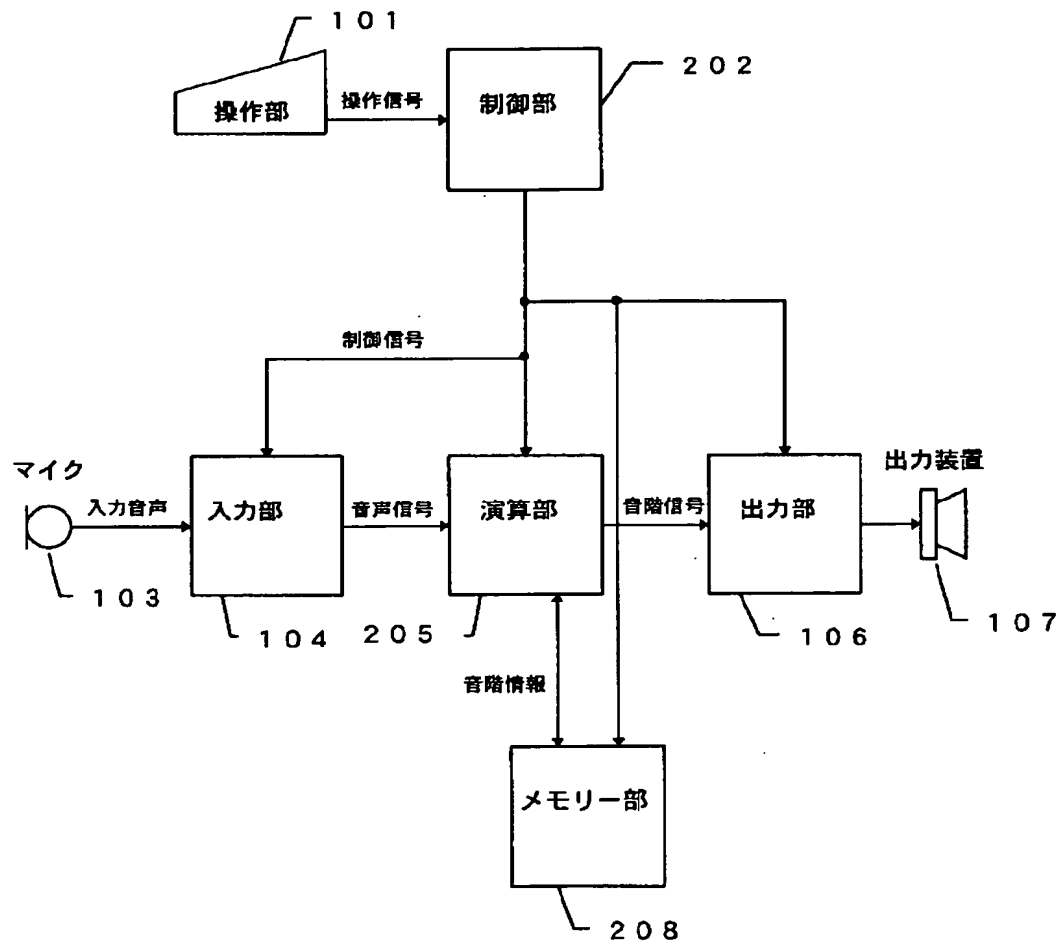 １０１
２０２
操作部
操作信号
制御部
制御信号
マイク
入力音声
入力部
音声信号
演算部
音階信号
出力部
出力装置
１０３
１０４
２０５
１０６
１０７
音階情報
メモリー部
２０８